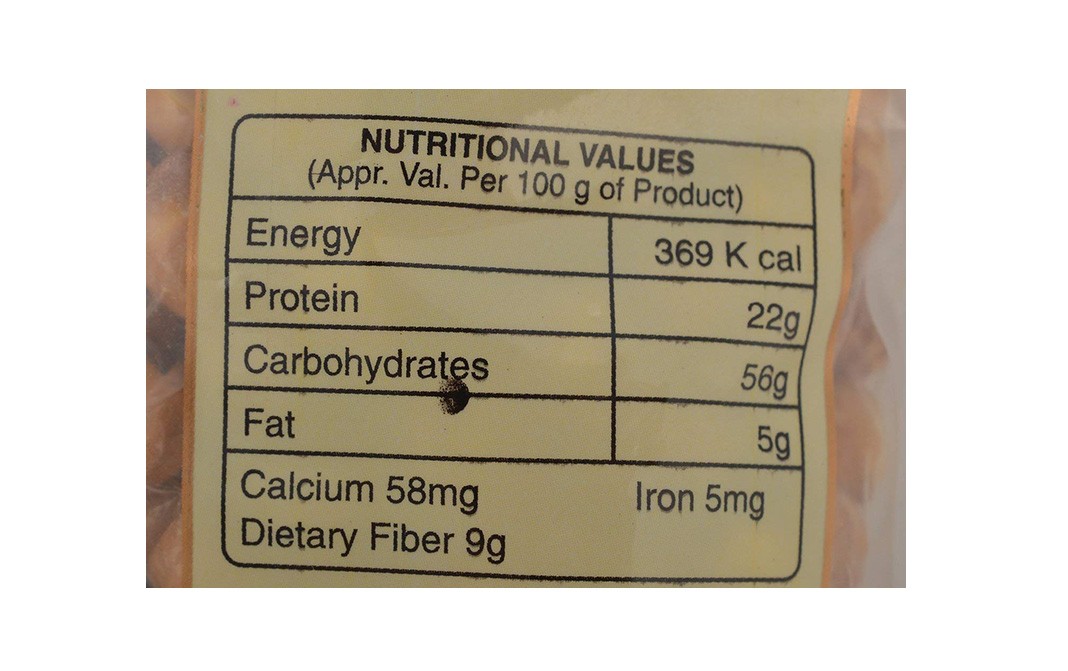 NUTRITIONAL VALUES
(Appr. Val. Per 100 g of Product)
Energy 369 K cal
Protein 22g
Carbohydrates 56g
Fat 5g
Calcium 58mg Iron 5mg
Dietary Fiber 9g